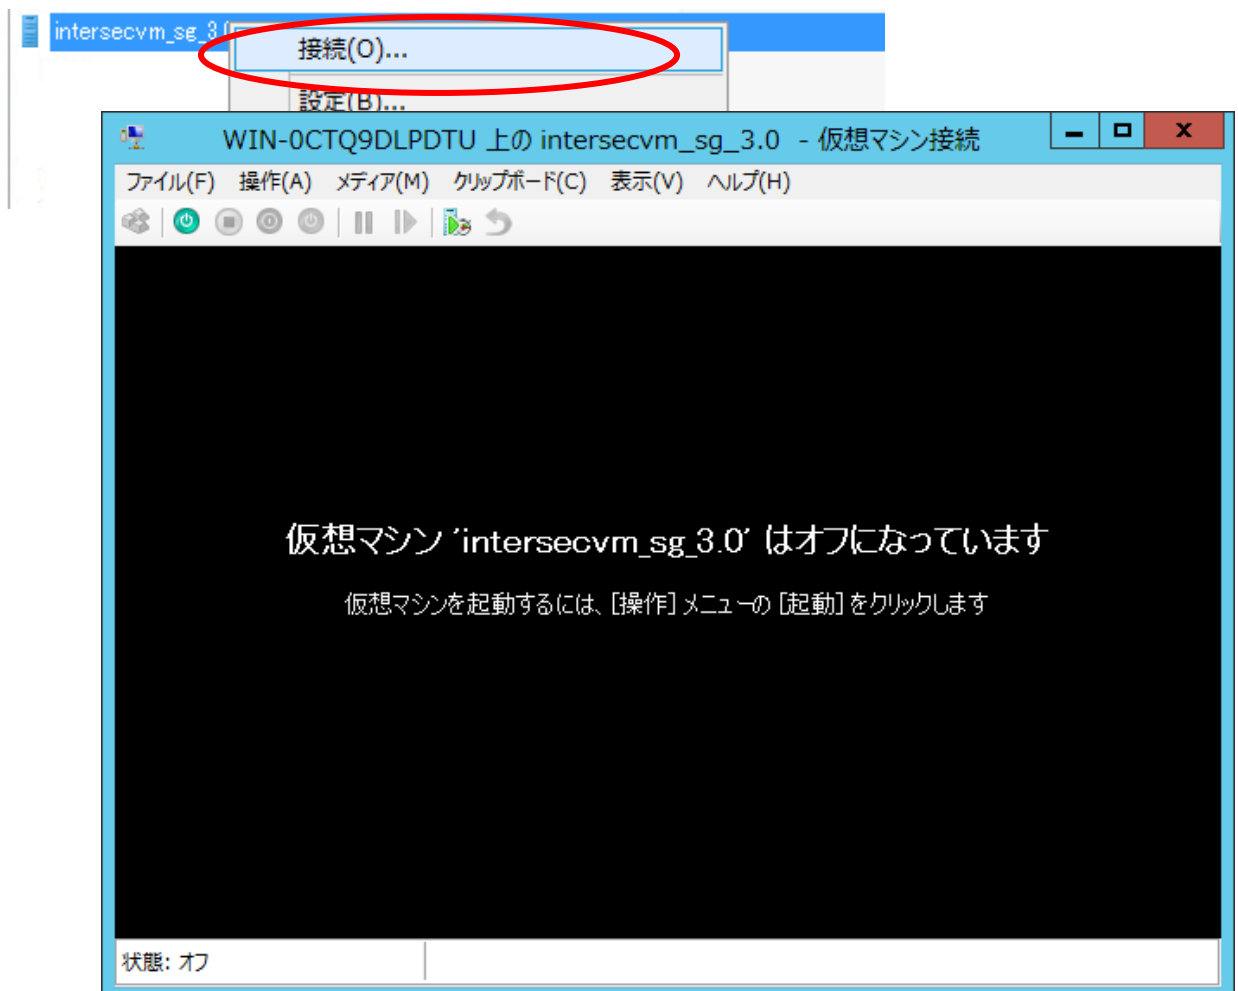 intersecvm_sg_3.0
接続(O)...
設定(B)...
WIN-0CTQ9DLPDTU 上の intersecvm_sg_3.0 - 仮想マシン接続
ファイル(F) 操作(A) メディア(M) クリップボード(C) 表示(V) ヘルプ(H)
仮想マシン 'intersecvm_sg_3.0' はオフになっています
仮想マシンを起動するには、[操作] メニューの [起動] をクリックします
状態: オフ